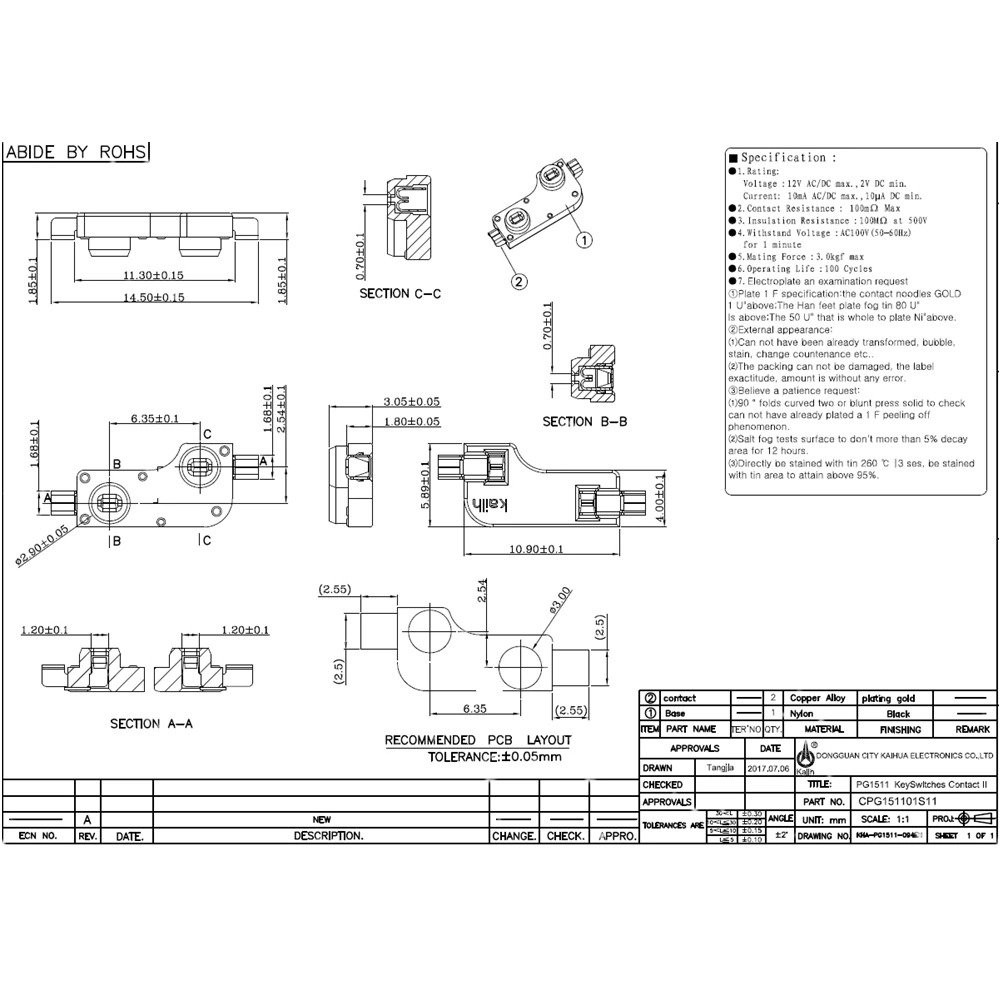 ABIDE BY ROHS
1.85±0.1
11.30±0.15
14.50±0.15
1.85±0.1
0.70±0.1
SECTION C-C
1
2
0.70±0.1
SECTION B-B
■ Specification :
●1. Rating:
Voltage : 12V AC/DC max. ,2V DC min.
Current: 10mA AC/DC max. ,10μA DC min.
●2. Contact Resistance : 100mΩ Max
●3. Insulation Resistance : 100MΩ at 500V
●4. Withstand Voltage : AC100V(50-60Hz)
for 1 minute
●5. Mating Force : 3.0kgf max
●6. Operating Life : 100 Cycles
●7. Electroplate an examination request
①Plate 1 F specification:the contact noodles GOLD
1 U"above;The Han feet plate fog tin 80 U"
Is above;The 50 U" that is whole to plate Ni"above.
②External appearance:
⑴Can not have been already transformed, bubble,
stain, change countenance etc..
⑵The packing can not be damaged, the label
exactitude, amount is without any error.
③Believe a patience request:
⑴90 ° folds curved two or blunt press solid to check
can not have already plated a 1 F peeling off
phenomenon.
⑵Salt fog tests surface to don't more than 5% decay
area for 12 hours.
⑶Directly be stained with tin 260 ℃ |3 ses, be stained
with tin area to attain above 95%.
6.35±0.1
1.68±0.1
2.54±0.1
1.68±0.1
A
A
B
B
C
C
ø2.90±0.05
3.05±0.05
1.80±0.05
5.89±0.1
kailh
4.00±0.1
10.90±0.1
1.20±0.1
1.20±0.1
SECTION A-A
(2.55)
(2.5)
2.54
ø3.00
(2.5)
(2.55)
6.35
RECOMMENDED PCB LAYOUT
TOLERANCE:±0.05mm
② contact — 2 Copper Alloy plating gold —
① Base — 1 Nylon Black —
ITEM PART NAME TER'NO QTY. MATERIAL FINISHING REMARK
APPROVALS DATE
DRAWN Tangjia 2017.07.06
CHECKED
APPROVALS
Kailh ® DONGGUAN CITY KAIHUA ELECTRONICS CO.,LTD
TITLE: PG1511 KeySwitches Contact II
PART NO. CPG151101S11
TOLERANCES ARE
±0.30
±0.20
±0.15
±0.10
ANGLE
±2°
UNIT: mm SCALE: 1:1 PROJ:
DRAWING NO. SHEET 1 OF 1
— A NEW — — —
ECN NO. REV. DATE. DESCRIPTION. CHANGE. CHECK. APPRO.